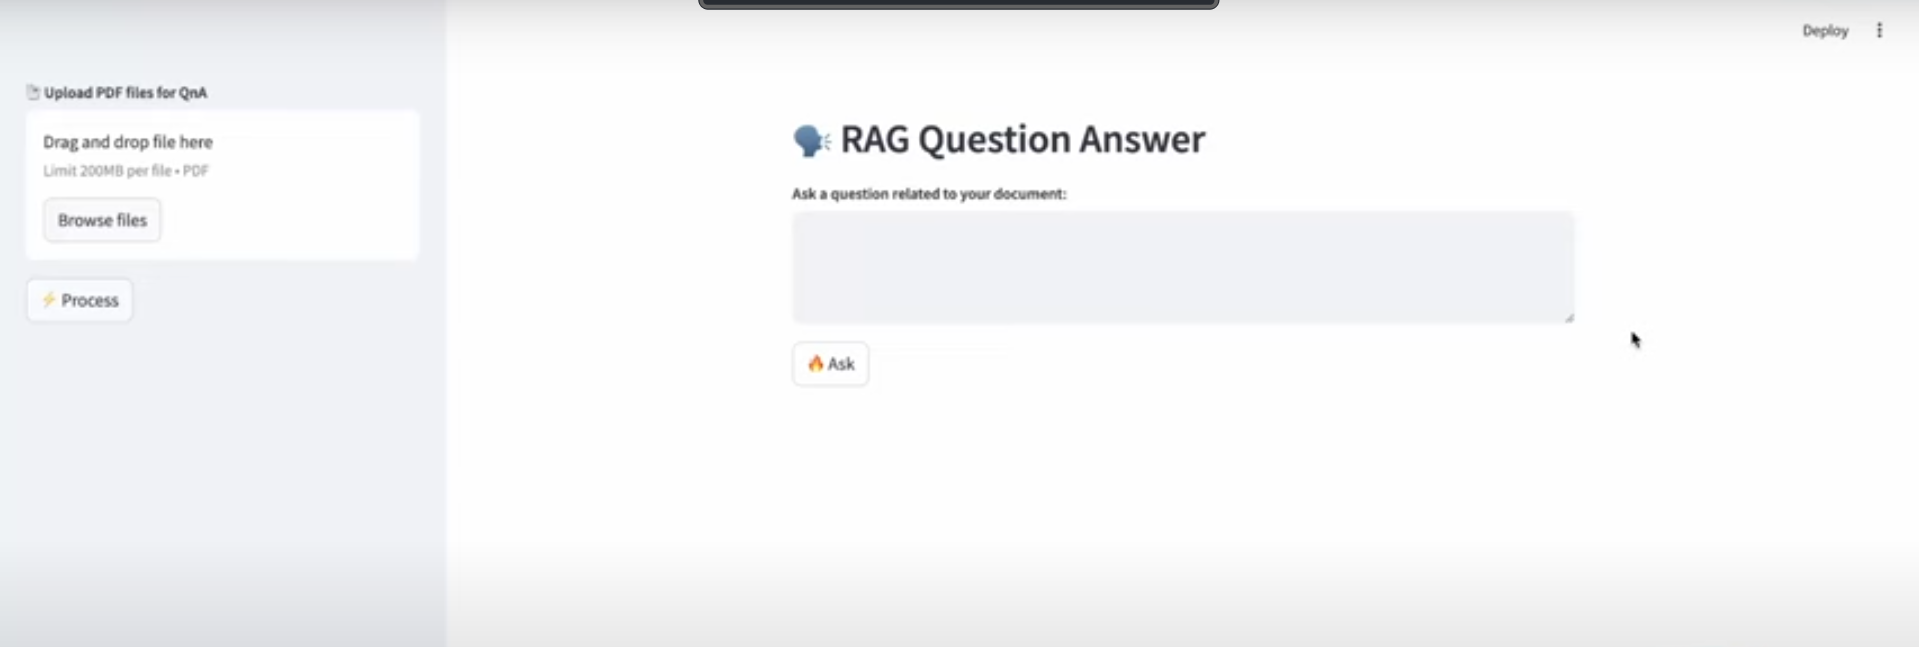 Deploy
📄 Upload PDF files for QnA
Drag and drop file here
Limit 200MB per file • PDF
Browse files
⚡ Process
🗣️ RAG Question Answer
Ask a question related to your document:
🔥 Ask